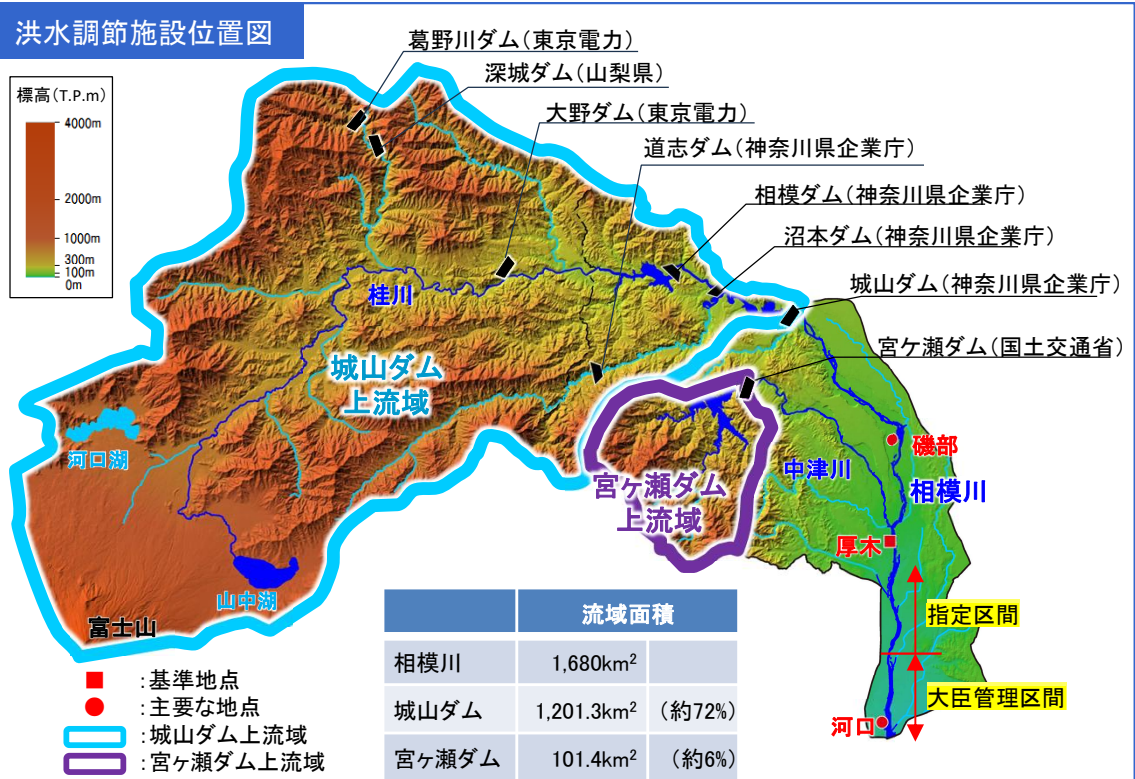 洪水調節施設位置図
葛野川ダム(東京電力)
深城ダム(山梨県)
大野ダム(東京電力)
道志ダム(神奈川県企業庁)
相模ダム(神奈川県企業庁)
沼本ダム(神奈川県企業庁)
城山ダム(神奈川県企業庁)
宮ケ瀬ダム(国土交通省)
標高(T.P.m)
4000m
2000m
1000m
300m
100m
0m
桂川
城山ダム
上流域
河口湖
山中湖
富士山
宮ヶ瀬ダム
上流域
中津川
磯部
相模川
厚木
指定区間
大臣管理区間
河口
流域面積
相模川 1,680km²
城山ダム 1,201.3km² (約72%)
宮ヶ瀬ダム 101.4km² (約6%)
:基準地点
:主要な地点
:城山ダム上流域
:宮ヶ瀬ダム上流域